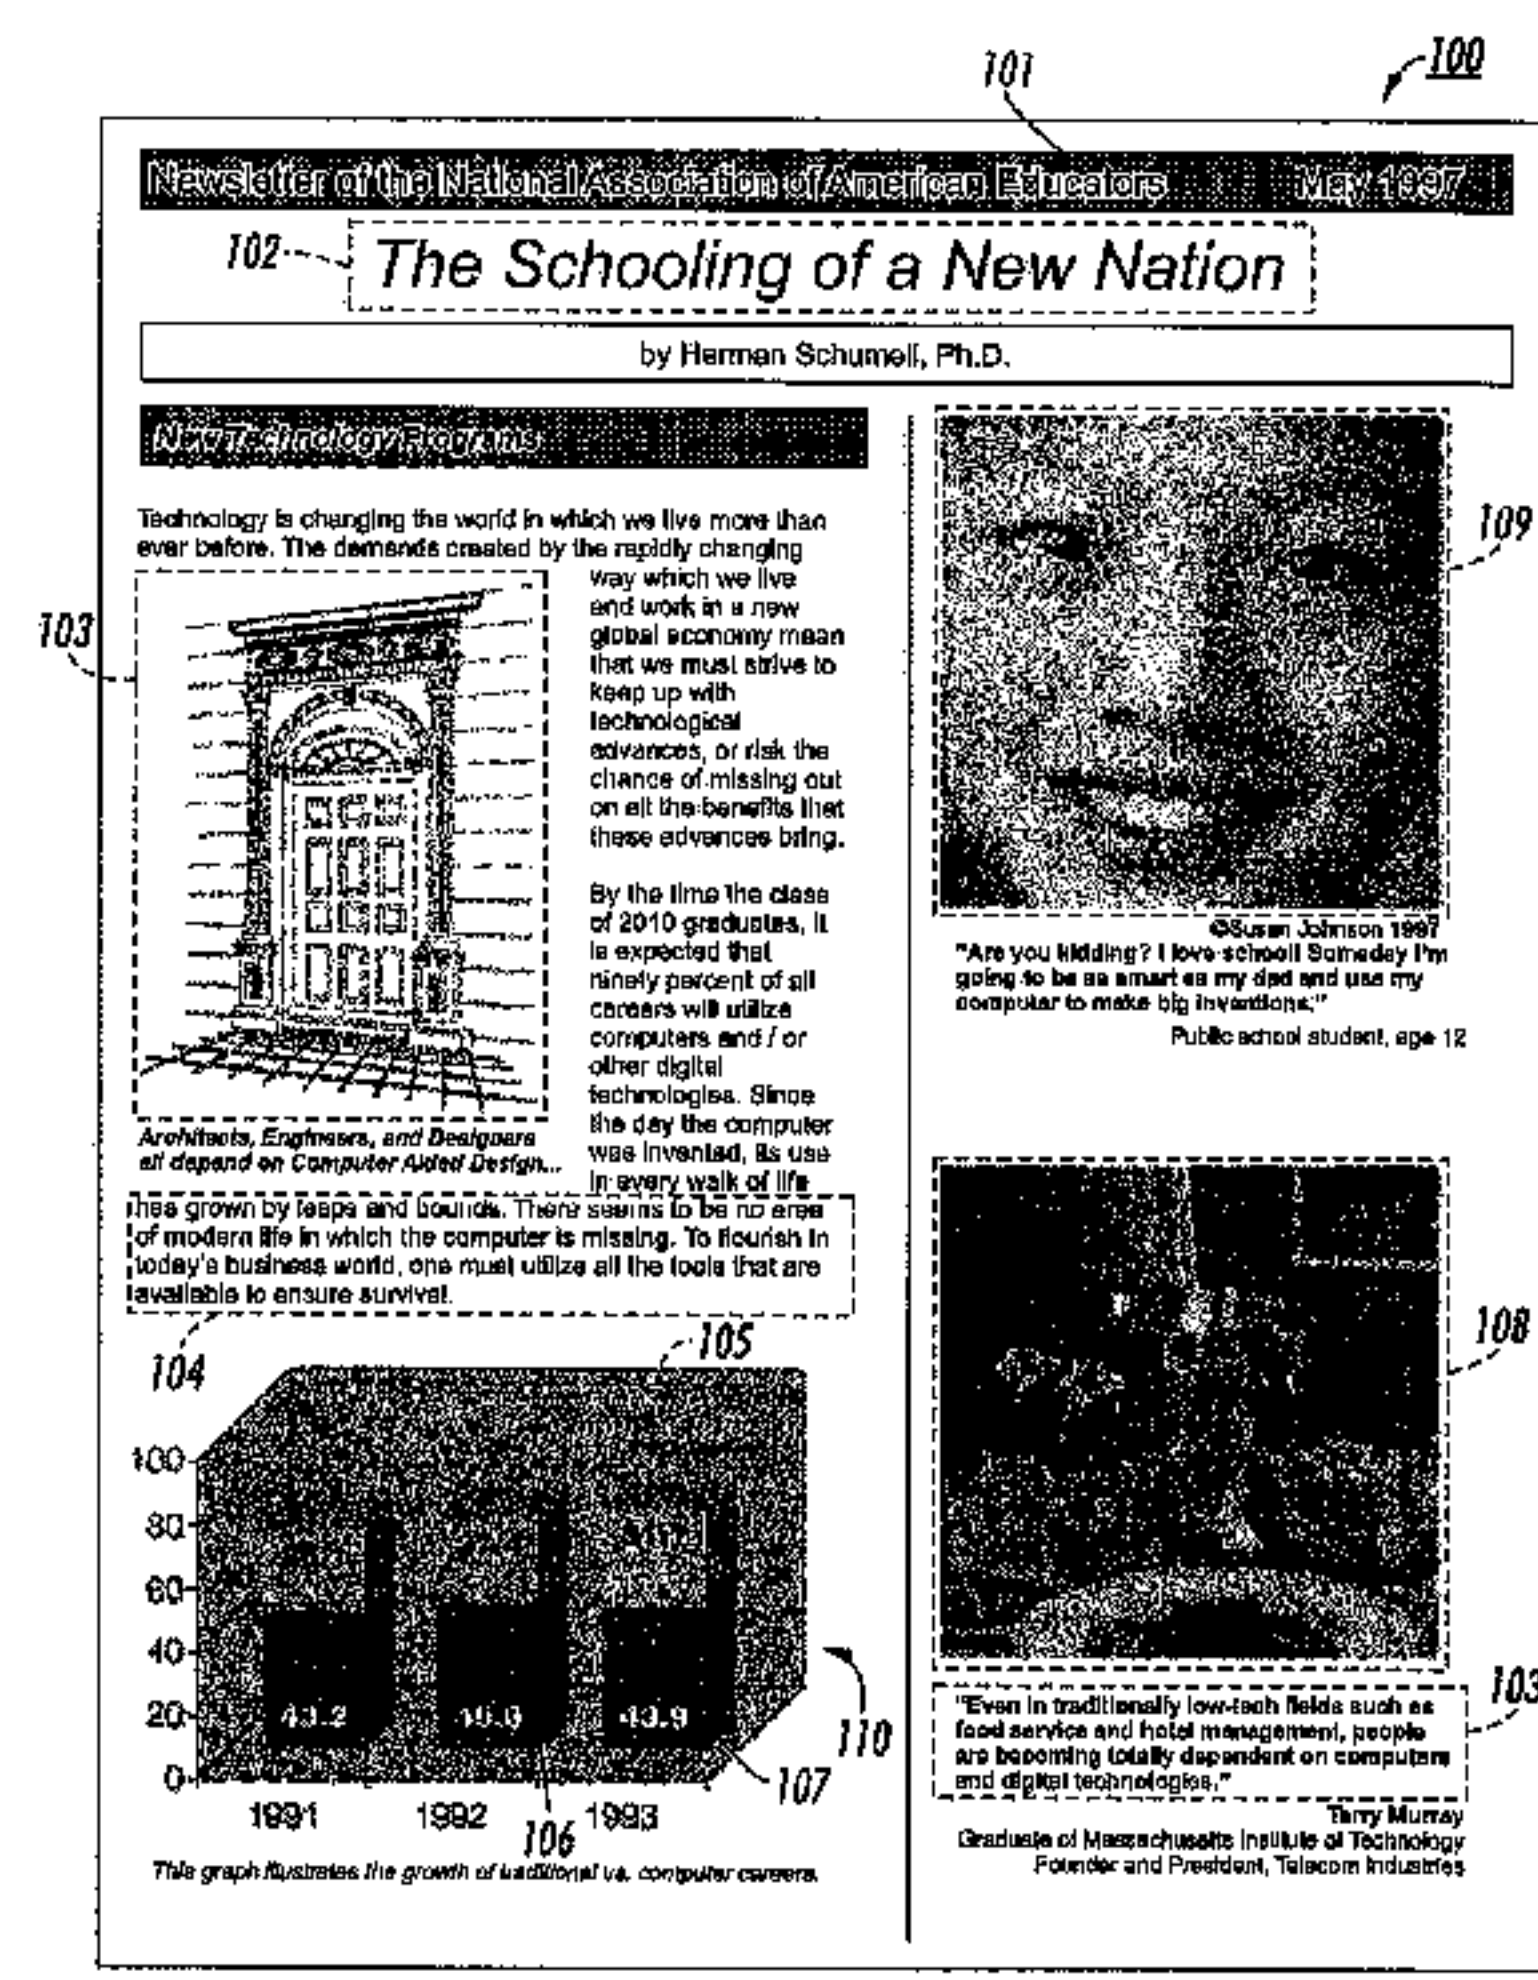 100
101
Newsletter of the National Association of American Educators May 1997
102
The Schooling of a New Nation
by Herman Schumell, Ph.D.
New Technology Programs
Technology is changing the world in which we live more than
ever before. The demands created by the rapidly changing
way which we live
and work in a new
global economy mean
that we must strive to
keep up with
technological
advances, or risk the
chance of missing out
on all the benefits that
these advances bring.
By the time the class
of 2010 graduates, it
is expected that
ninety percent of all
careers will utilize
computers and / or
other digital
technologies. Since
the day the computer
was invented, its use
in every walk of life
103
Architects, Engineers, and Designers
all depend on Computer Aided Design...
has grown by leaps and bounds. There seems to be no area
of modern life in which the computer is missing. To flourish in
today's business world, one must utilize all the tools that are
available to ensure survival.
104
105
100
80
60
40
20
0
43.2
43.9
1991
1992
1993
106
107
110
This graph illustrates the growth of traditional vs. computer careers.
109
©Susan Johnson 1997
"Are you kidding? I love school! Someday I'm
going to be as smart as my dad and use my
computer to make big inventions."
Public school student, age 12
108
103
"Even in traditionally low-tech fields such as
food service and hotel management, people
are becoming totally dependent on computers
and digital technologies."
Terry Murray
Graduate of Massachusetts Institute of Technology
Founder and President, Telecom Industries